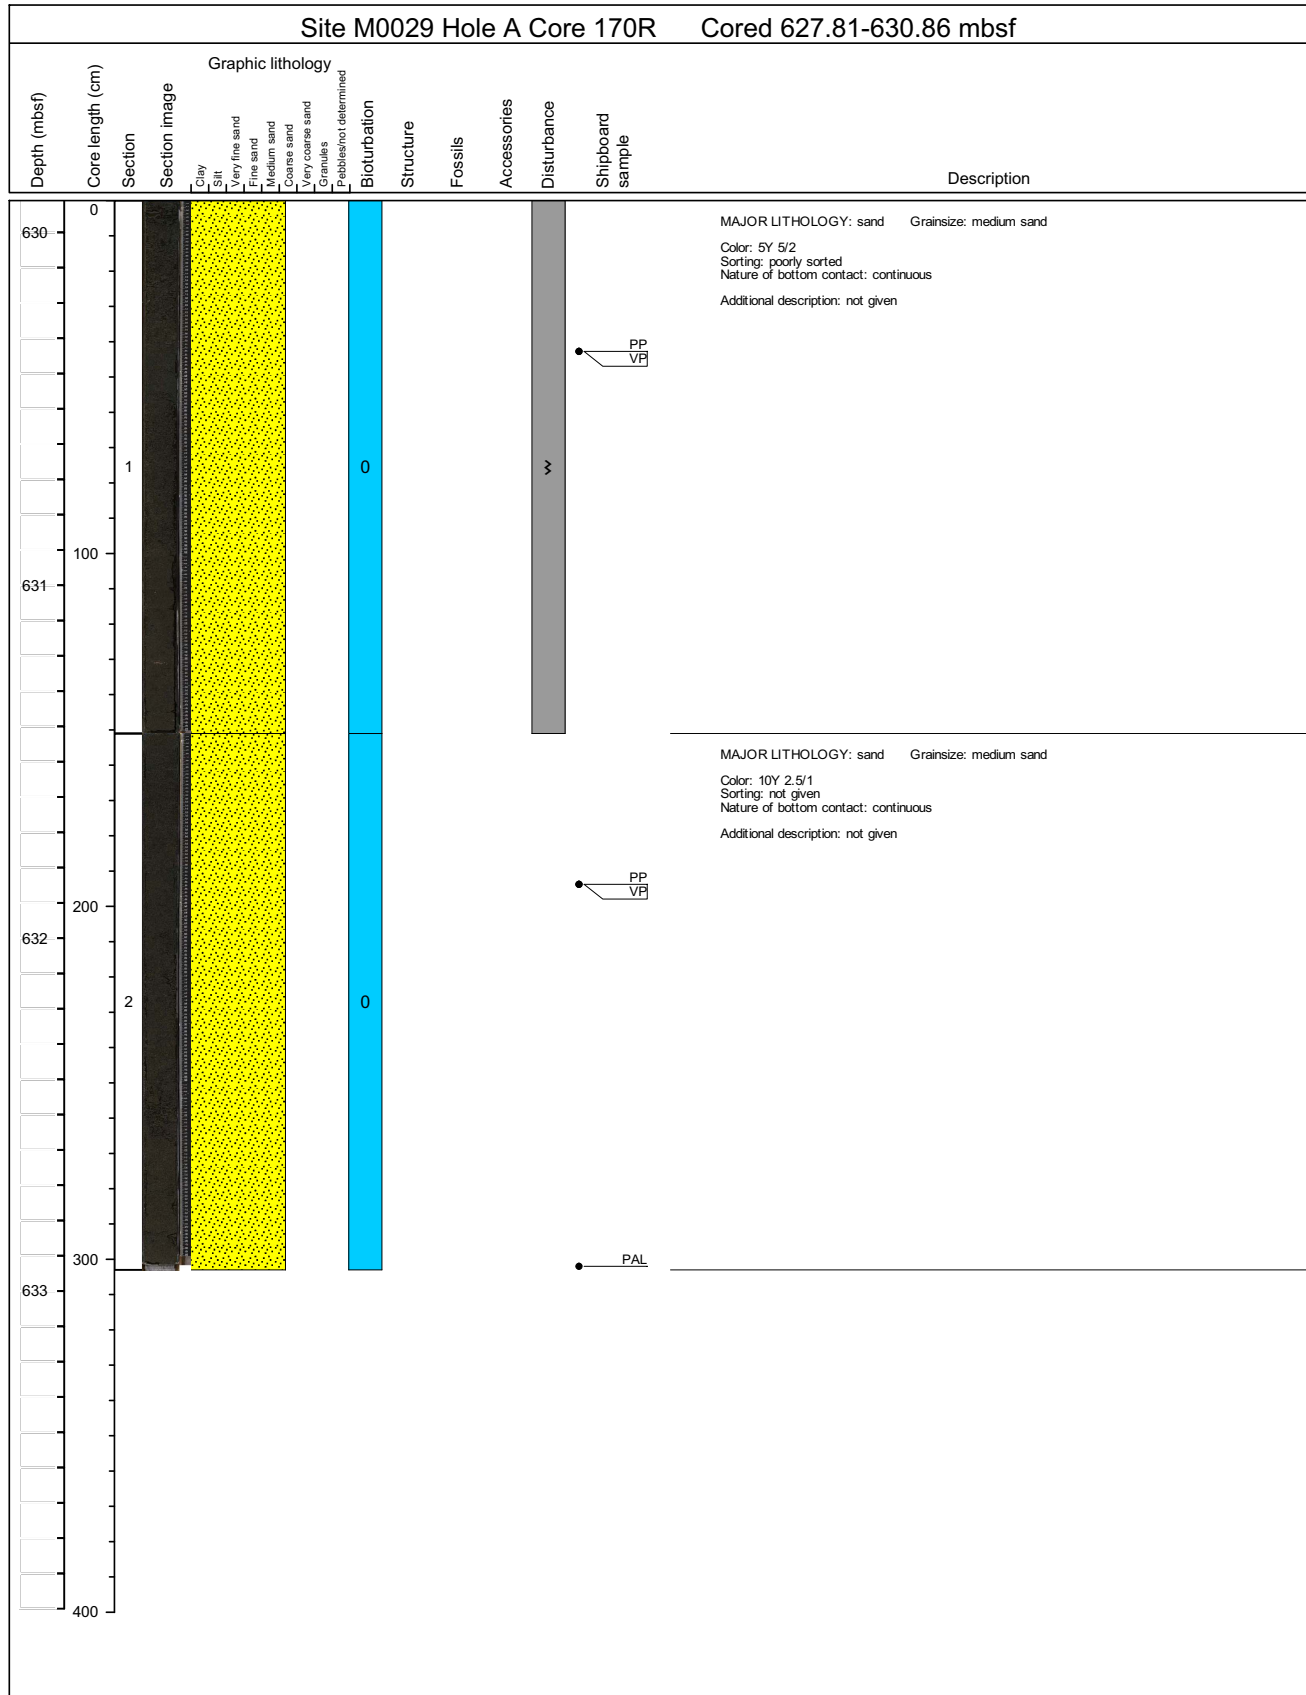 Site M0029 Hole A Core 170R Cored 627.81-630.86 mbsf
Graphic lithology
Depth (mbsf)
Core length (cm)
Section
Section image
Clay
Silt
Very fine sand
Fine sand
Medium sand
Coarse sand
Very coarse sand
Granules
Pebbles/not determined
Bioturbation
Structure
Fossils
Accessories
Disturbance
Shipboard
sample
Description
0
MAJOR LITHOLOGY: sand Grainsize: medium sand
630
Color: 5Y 5/2
Sorting: poorly sorted
Nature of bottom contact: continuous
Additional description: not given
PP
VP
1
0
100
631
MAJOR LITHOLOGY: sand Grainsize: medium sand
Color: 10Y 2.5/1
Sorting: not given
Nature of bottom contact: continuous
Additional description: not given
PP
VP
200
632
2
0
300
PAL
633
400